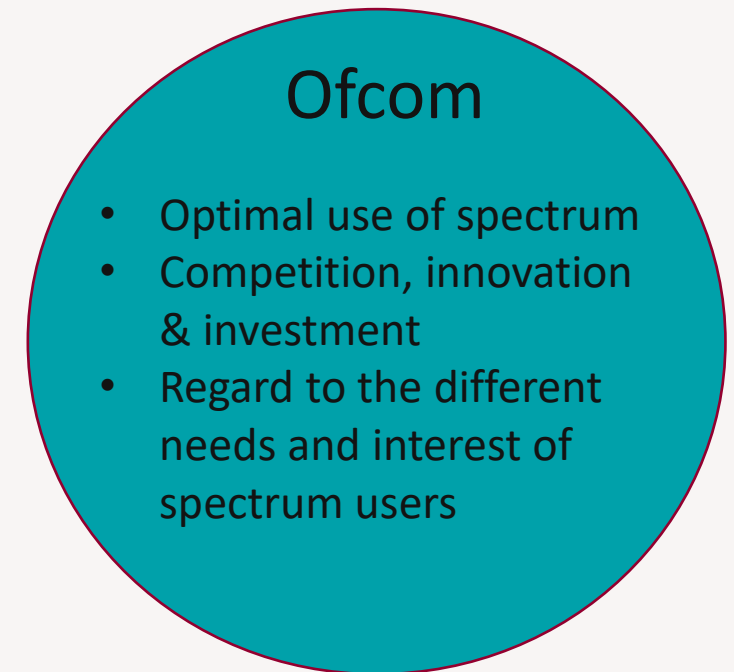 Ofcom
• Optimal use of spectrum
• Competition, innovation
& investment
• Regard to the different
needs and interest of
spectrum users